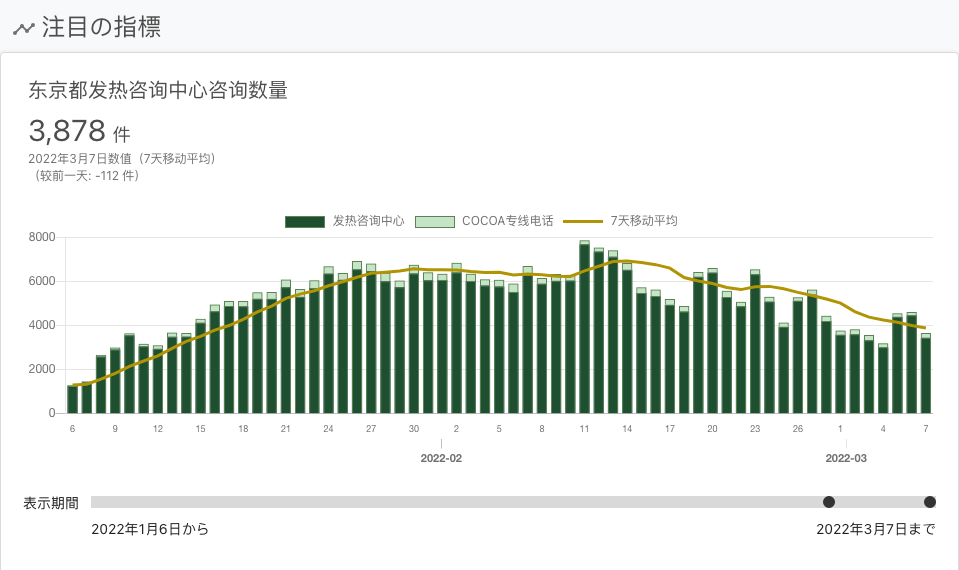 注目の指標
东京都发热咨询中心咨询数量
3,878 件
2022年3月7日数值（7天移动平均）
（较前一天: -112 件）
发热咨询中心 COCOA专线电话 7天移动平均
8000
6000
4000
2000
0
6 9 12 15 18 21 24 27 30 2 5 8 11 14 17 20 23 26 1 4 7
2022-02 2022-03
表示期間
2022年1月6日から 2022年3月7日まで